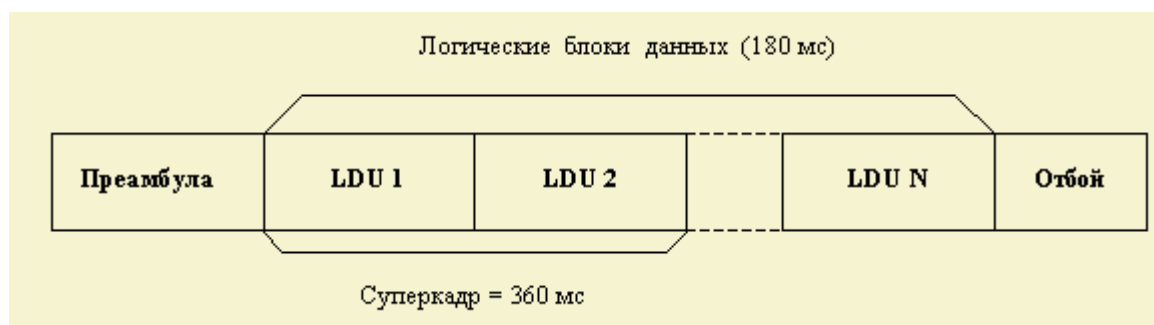 Логические блоки данных (180 мс)
Преамбула LDU 1 LDU 2 LDU N Отбой
Суперкадр = 360 мс